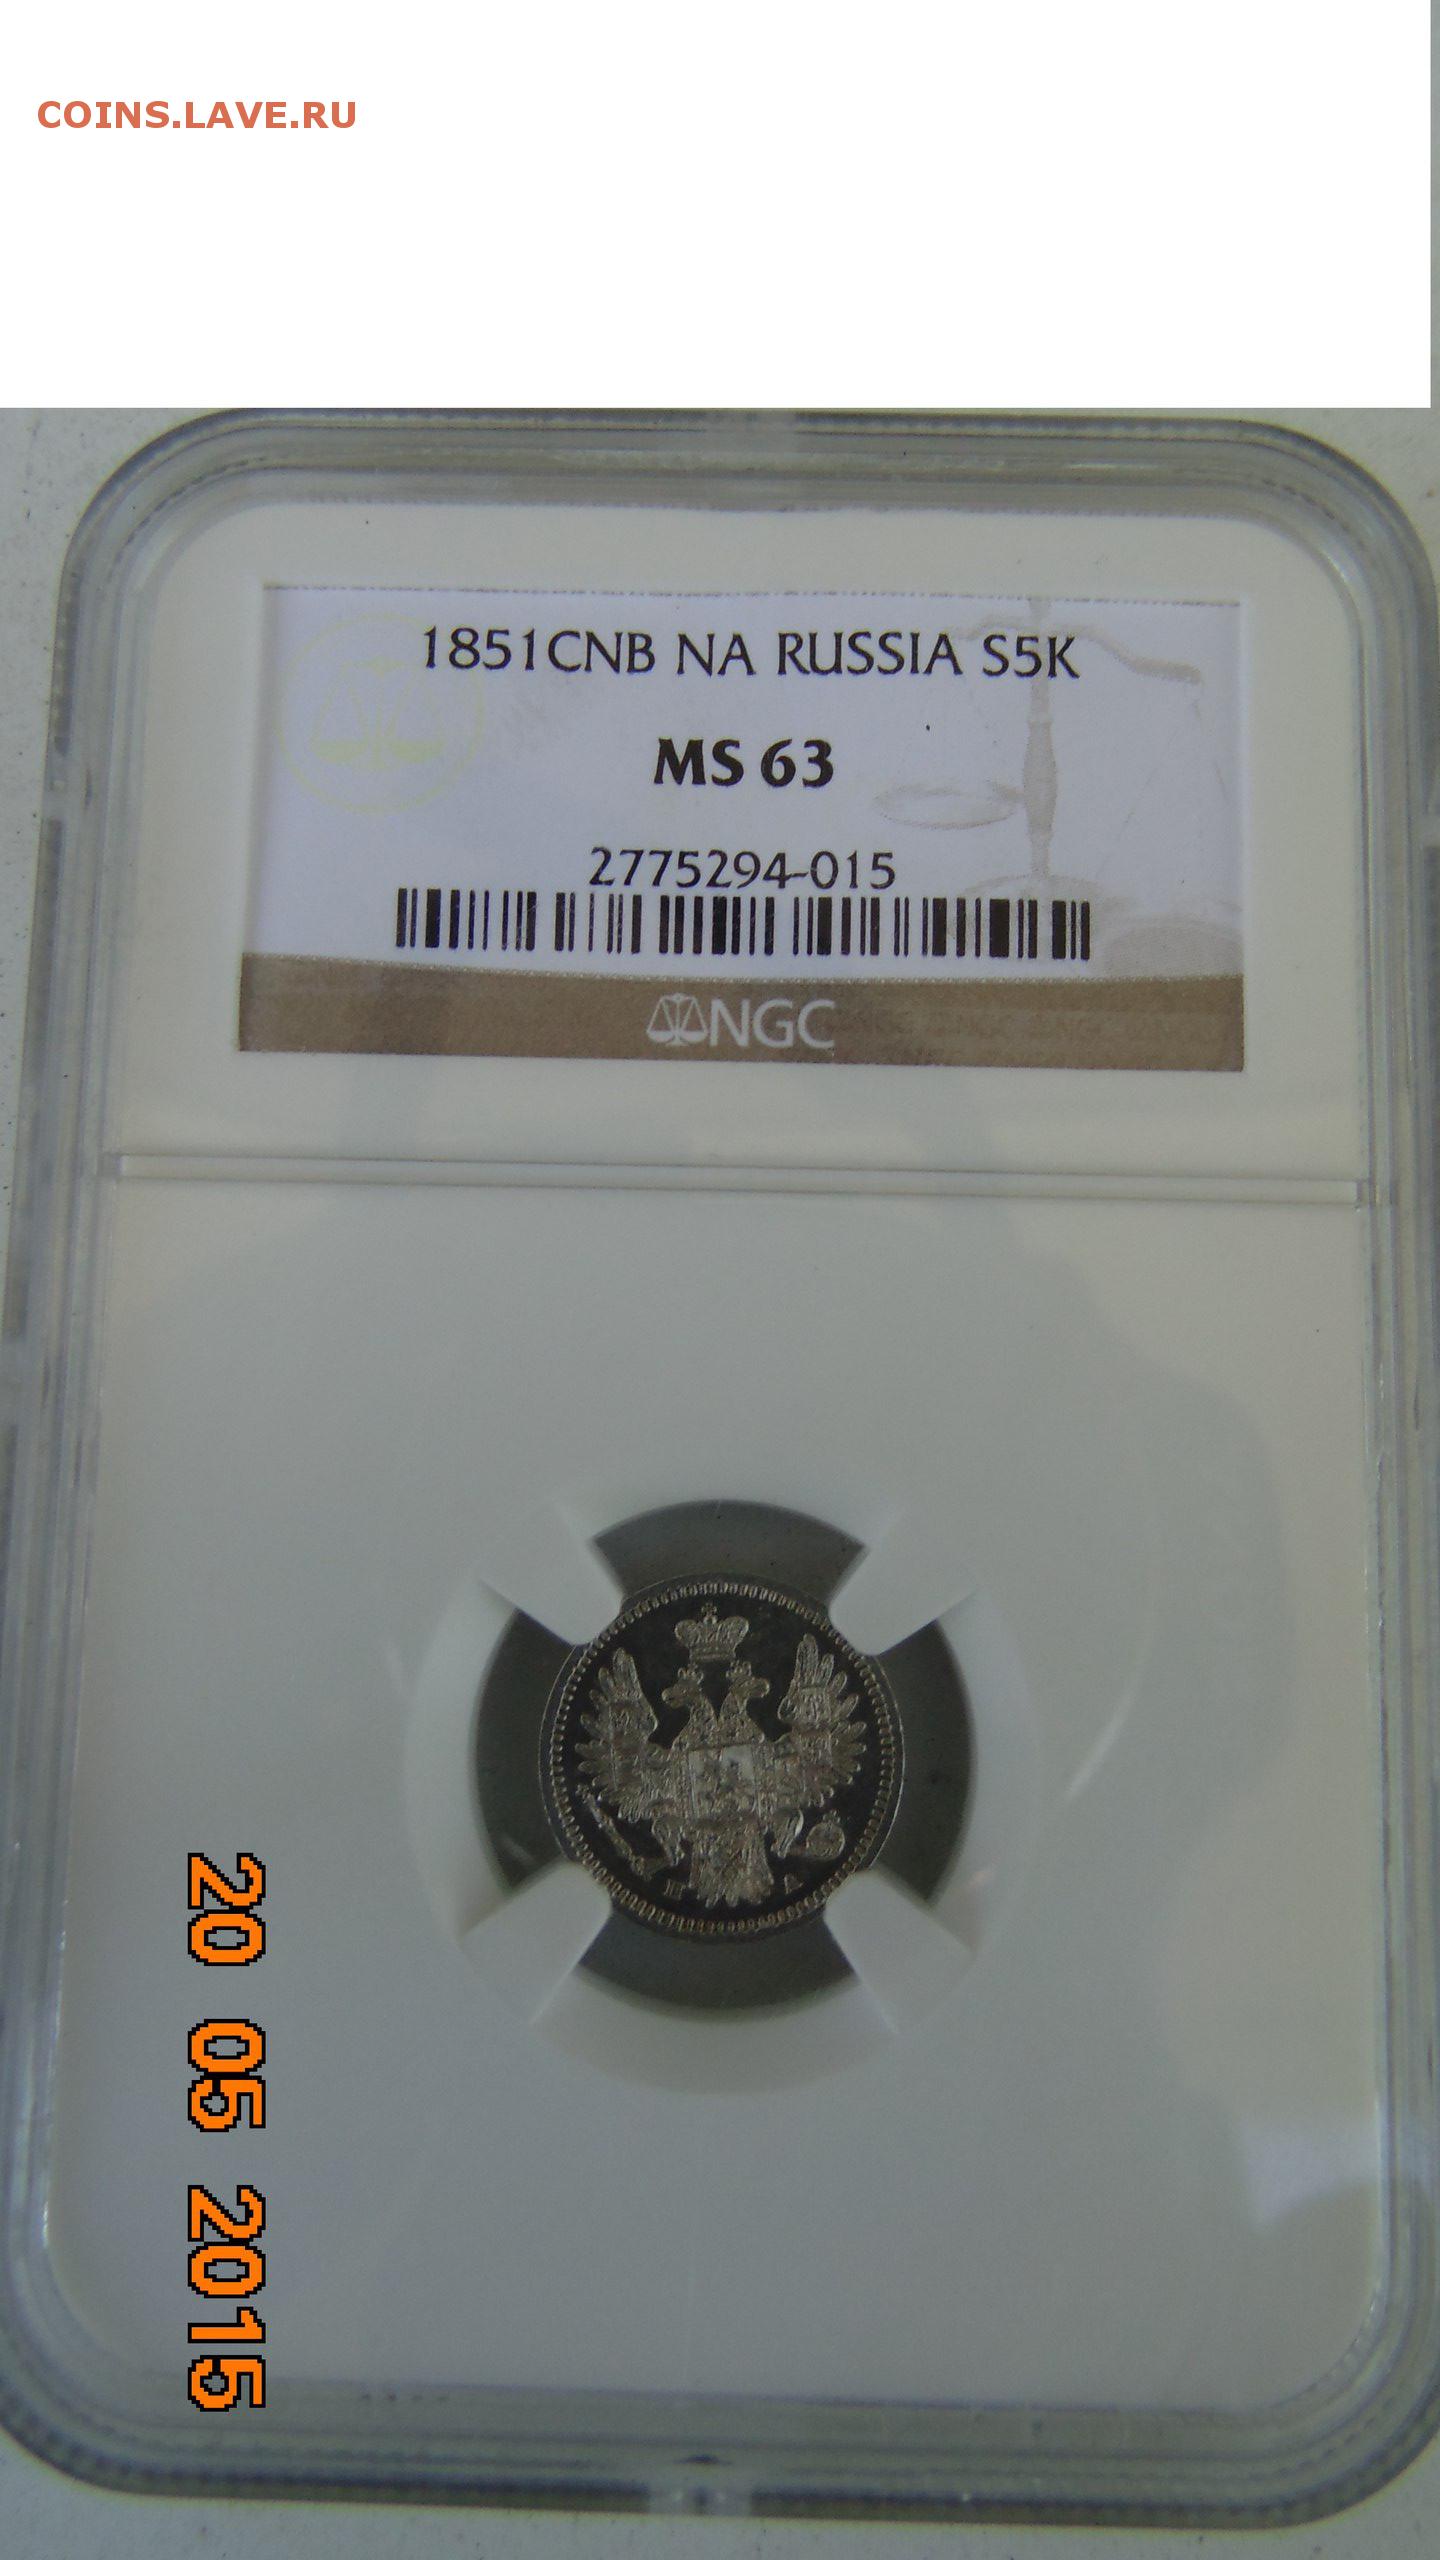 COINS.LAVE.RU
1851CNB NA RUSSIA S5K
MS 63
2775294-015
NGC
П А
20 05 2015